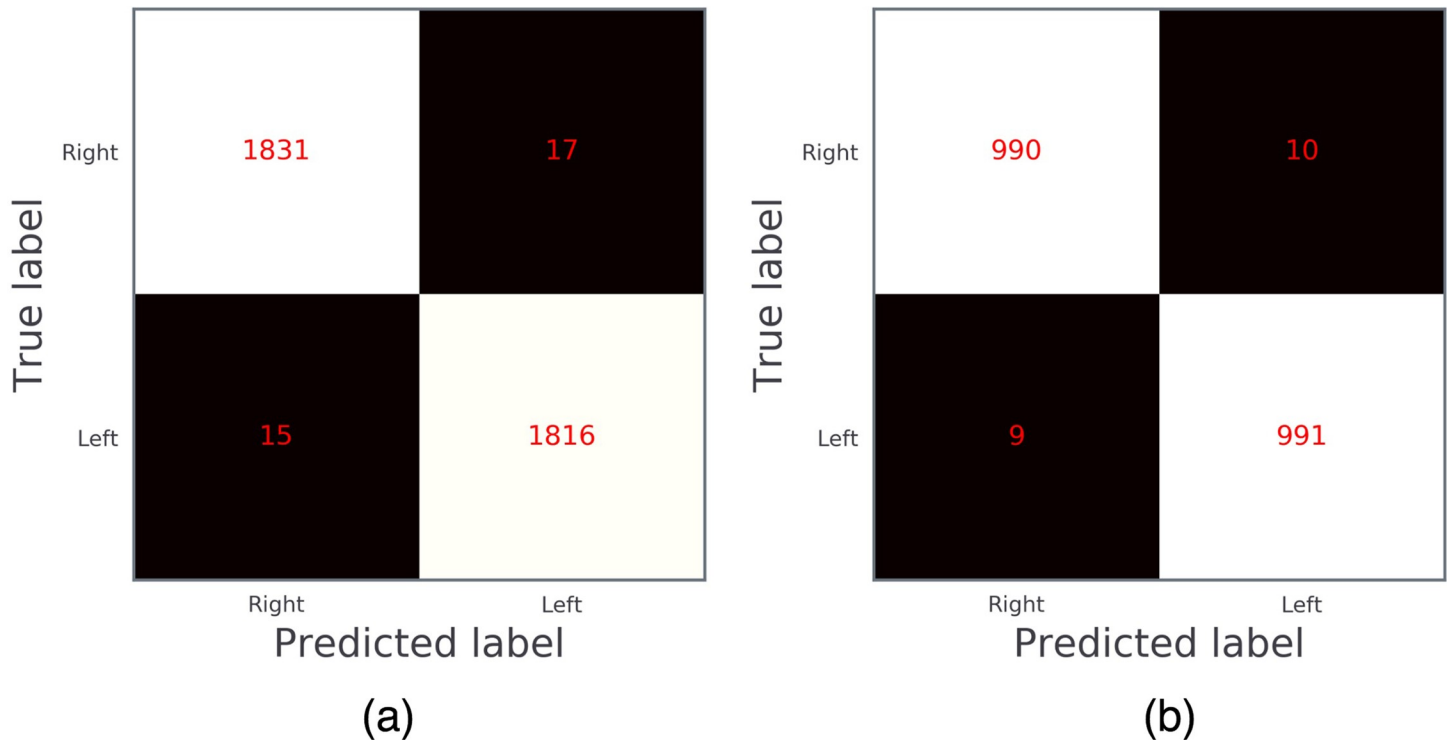 True label
Right
1831
17
Left
15
1816
Right
Left
Predicted label
(a)
True label
Right
990
10
Left
9
991
Right
Left
Predicted label
(b)